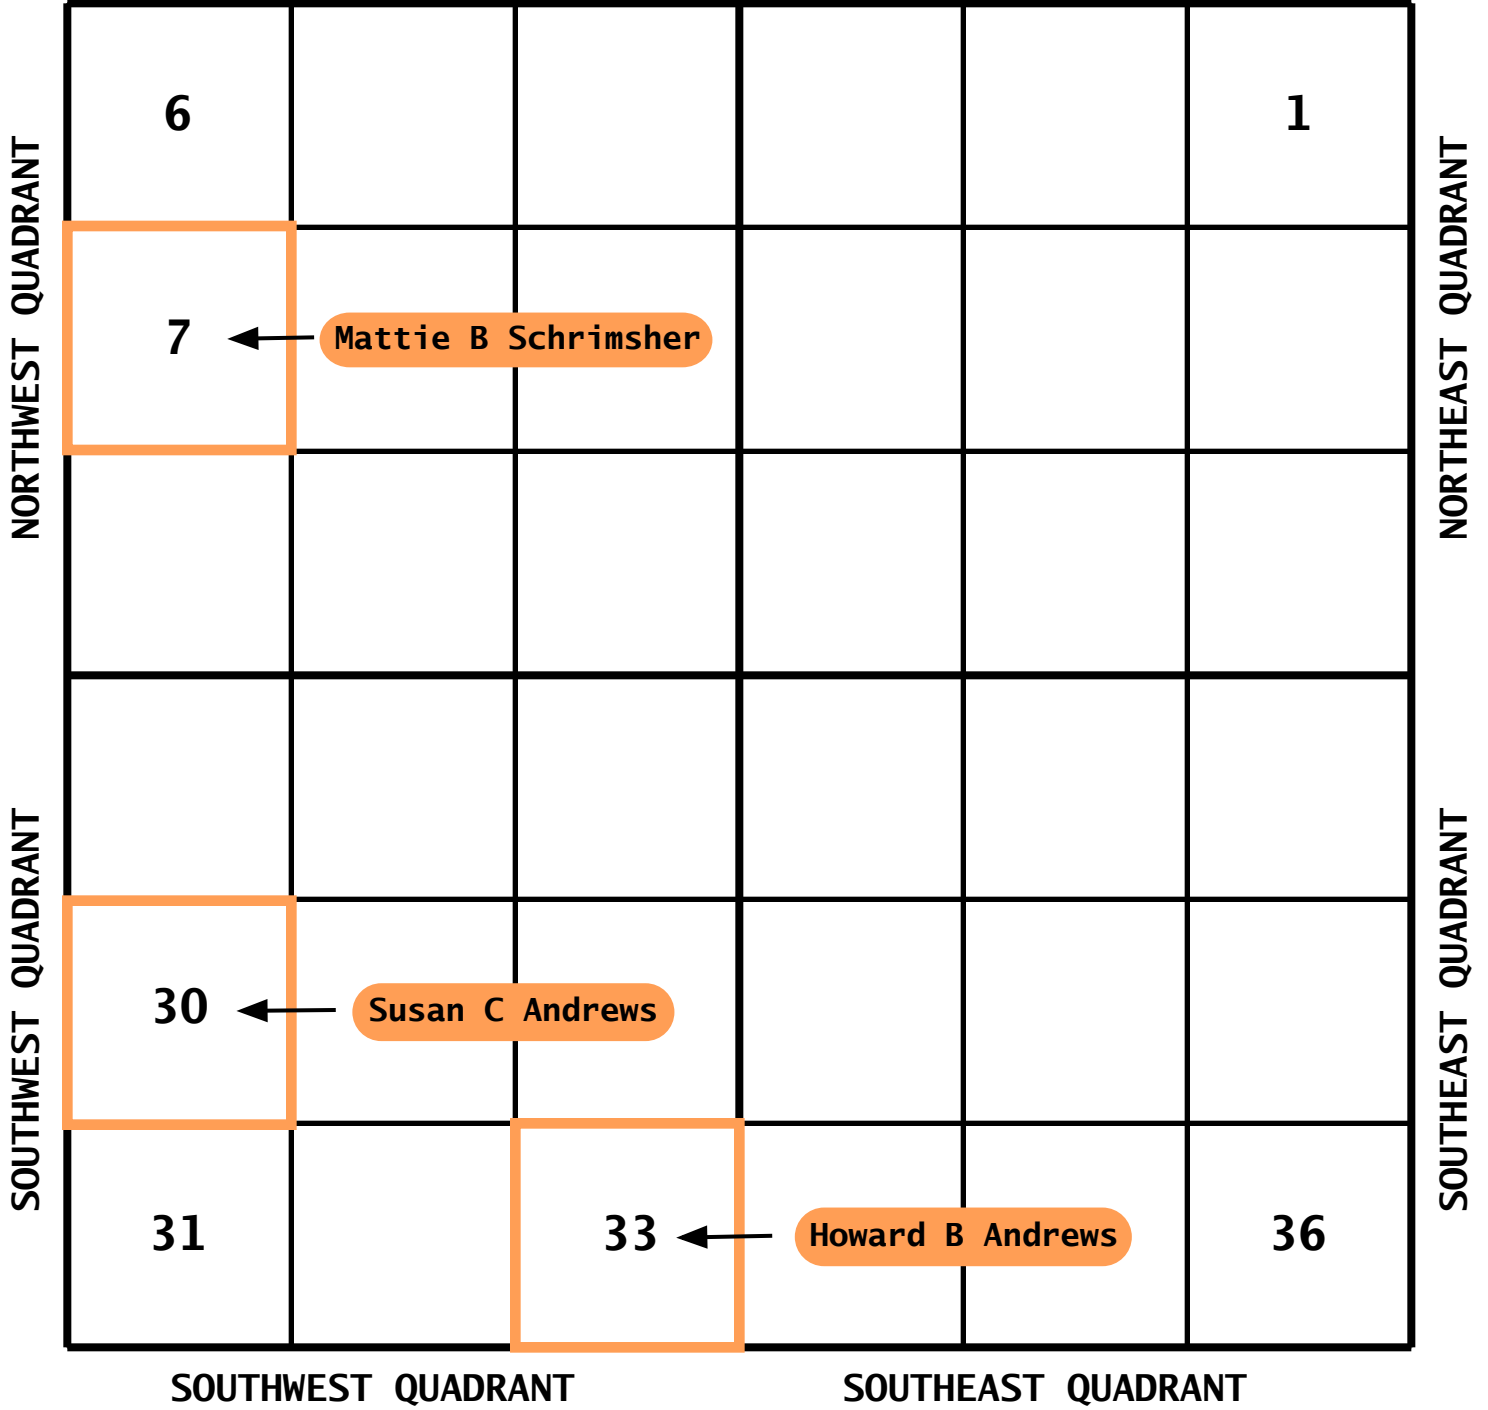 6
1
NORTHWEST QUADRANT
NORTHEAST QUADRANT
7
Mattie B Schrimsher
SOUTHWEST QUADRANT
SOUTHEAST QUADRANT
30
Susan C Andrews
31
33
Howard B Andrews
36
SOUTHWEST QUADRANT
SOUTHEAST QUADRANT